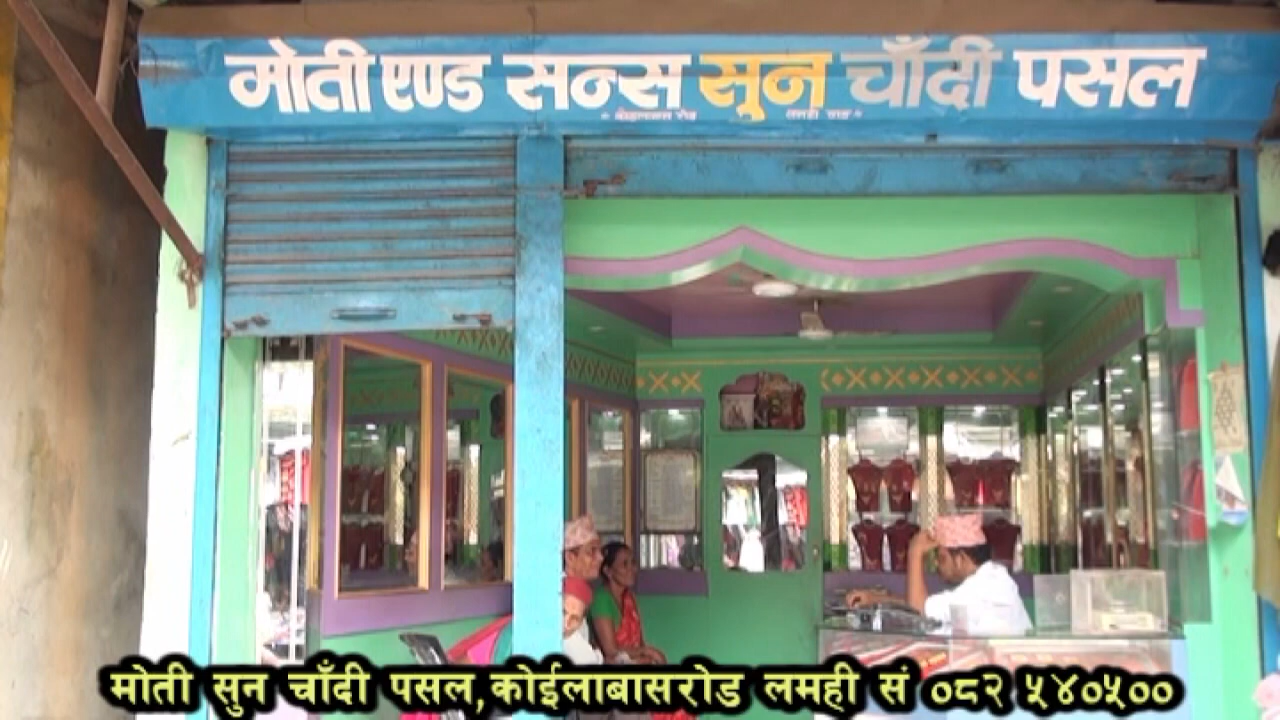 मोती एण्ड सन्स सुन चाँदी पसल
मोती सुन चाँदी पसल,कोईलाबासरोड लमही सं ०८२ ५४०५००